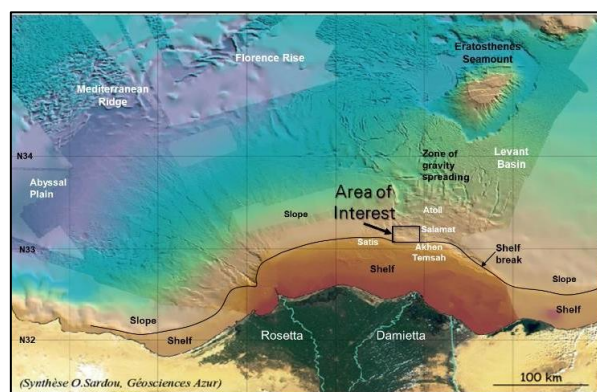 Florence Rise
Eratosthenes
Seamount
Mediterranean
Ridge
N34
Levant
Basin
Zone of
gravity
spreading
Abyssal
Plain
Area of
Interest
Atoll
Slope
Salamat
N33
Satis
Akhen
Temsah
Shelf
break
Shelf
Slope
Slope
Shelf
Shelf
N32
Rosetta
Damietta
(Synthèse O.Sardou, Géosciences Azur)
100 km